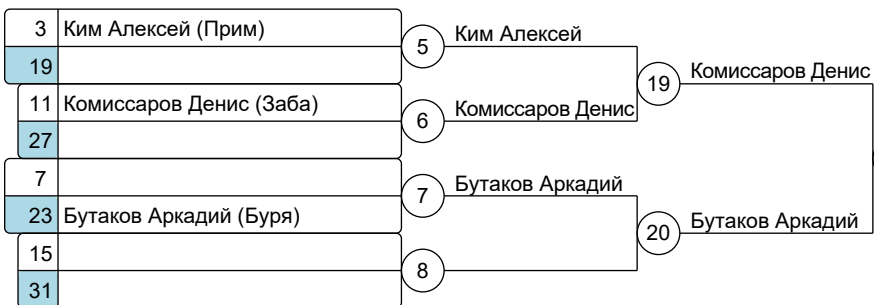 3 Ким Алексей (Прим)
19
11 Комиссаров Денис (Заба)
27
7
23 Бутаков Аркадий (Буря)
15
31
5 Ким Алексей
6 Комиссаров Денис
7 Бутаков Аркадий
8
19 Комиссаров Денис
20 Бутаков Аркадий